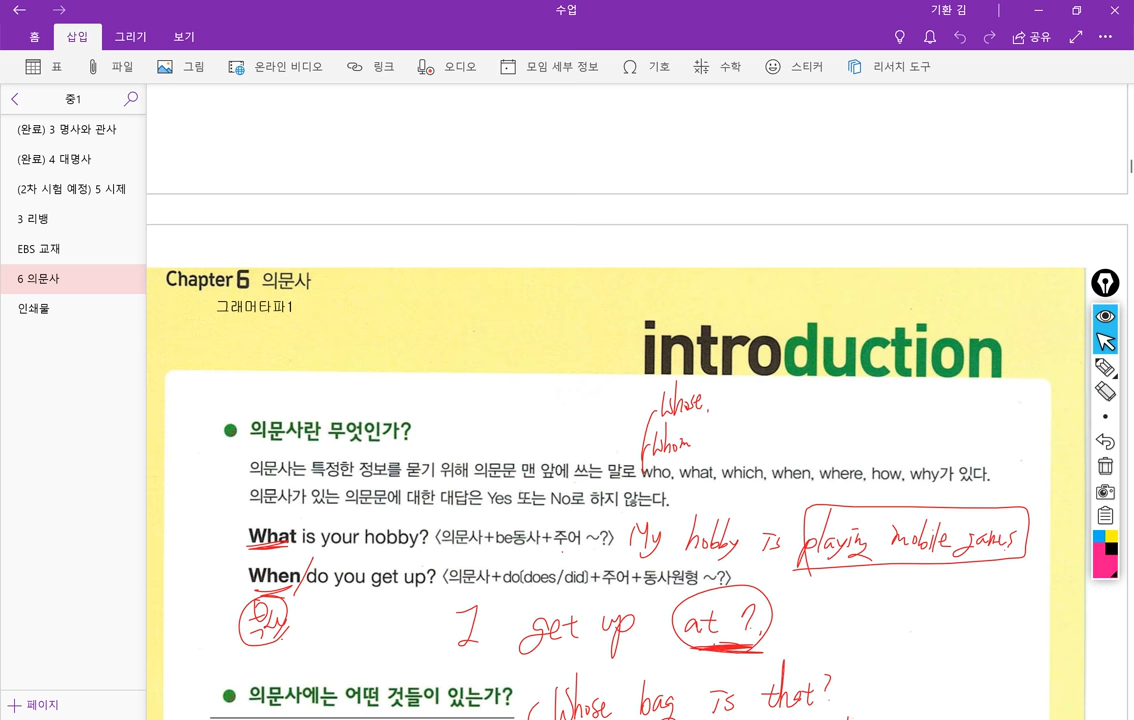 수업
기환 김
홈 삽입 그리기 보기
공유
표 파일 그림 온라인 비디오 링크 오디오 모임 세부 정보 기호 수학 스티커 리서치 도구
중1
(완료) 3 명사와 관사
(완료) 4 대명사
(2차 시험 예정) 5 시제
3 리뱅
EBS 교재
6 의문사
인쇄물
페이지
Chapter 6 의문사
그래머타파1
introduction
Whose,
Whom
의문사란 무엇인가?
의문사는 특정한 정보를 묻기 위해 의문문 맨 앞에 쓰는 말로 who, what, which, when, where, how, why가 있다.
의문사가 있는 의문문에 대한 대답은 Yes 또는 No로 하지 않는다.
What is your hobby? 〈의문사+be동사+주어 ~?〉 My hobby is playing mobile games
When do you get up? 〈의문사+do(does/did)+주어+동사원형 ~?〉
I get up at ?
의문사에는 어떤 것들이 있는가?
Whose bag is that?